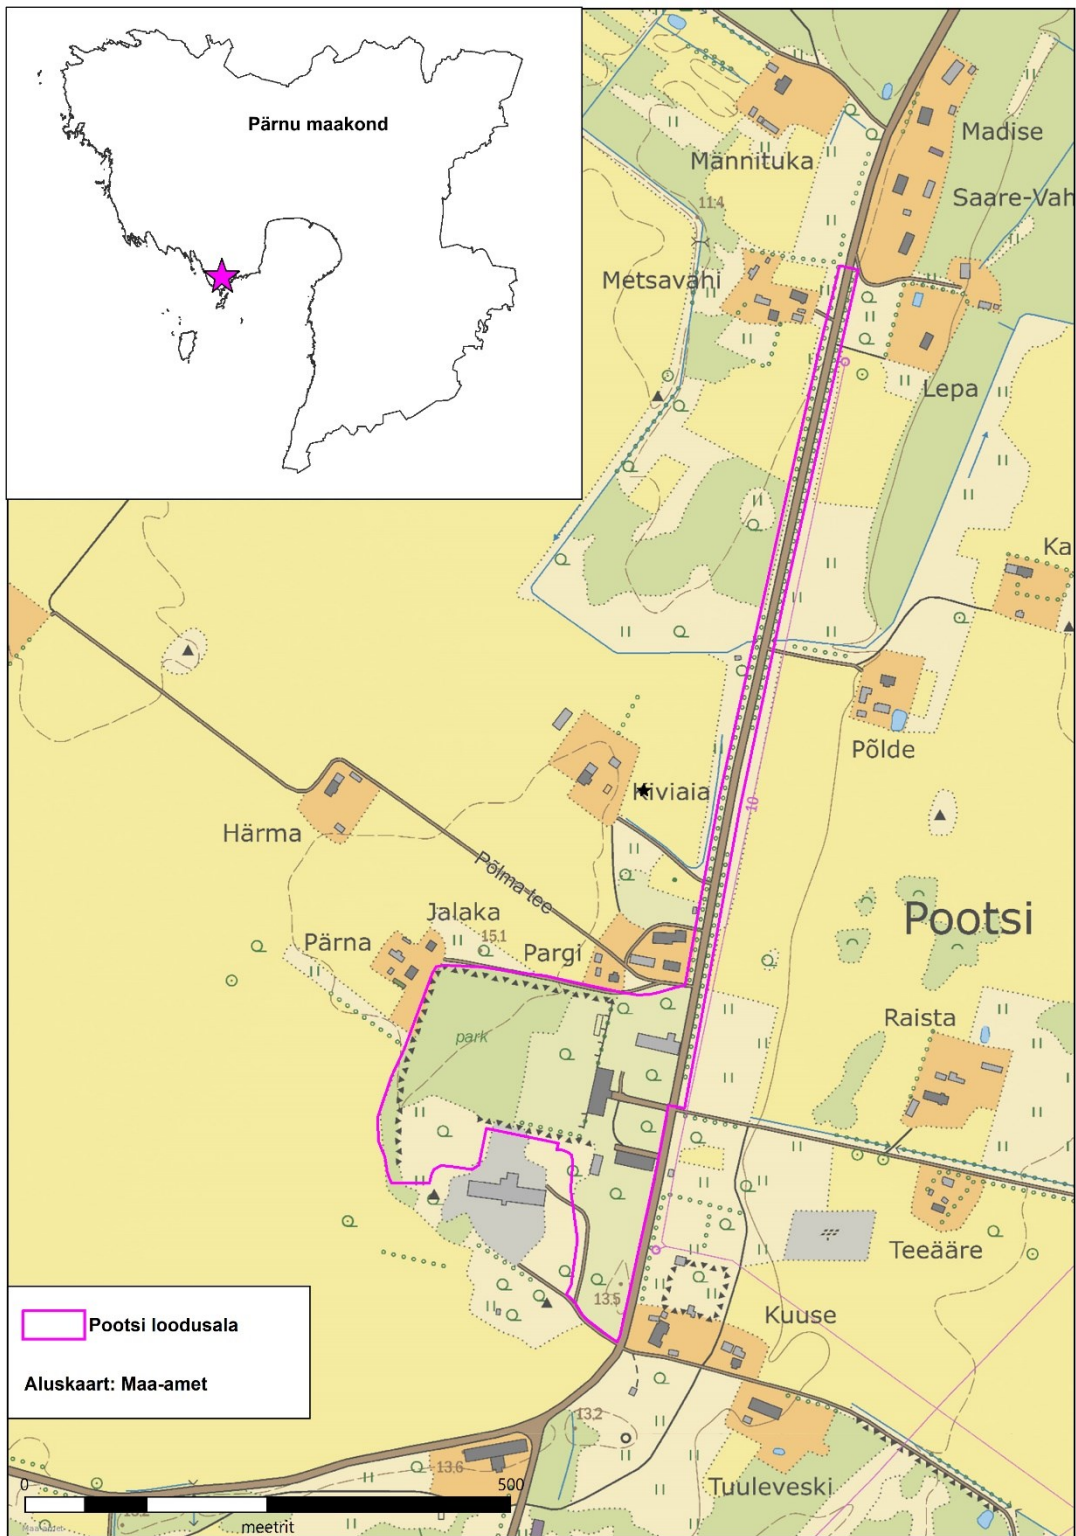 Pärnu maakond
Madise
Männituka
Saare-Vah
11.4
Metsavahi
Lepa
Ka
Põlde
Kiviaia
10
Härma
Põlma tee
Jalaka
15.1
Pootsi
Pärna
Pargi
Raista
park
Teeääre
13.5
Kuuse
Pootsi loodusala
Aluskaart: Maa-amet
13.2
13.6
Tuuleveski
0
500
meetrit
Maa-amet